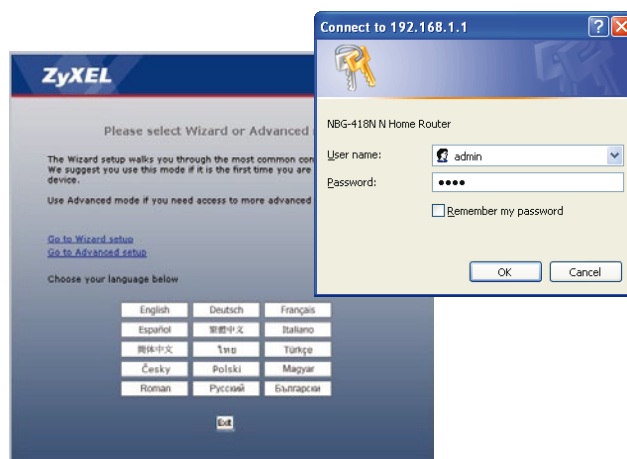 ZyXEL
Please select Wizard or Advanced
The Wizard setup walks you through the most common
We suggest you use this mode if it is the first time you are
device.
Use Advanced mode if you need access to more advanced
Go to Wizard setup
Go to Advanced setup
Choose your language below
English Deutsch Français
Español 繁體中文 Italiano
简体中文 ไทย Türkçe
Česky Polski Magyar
Roman Русский Български
Exit
Connect to 192.168.1.1
NBG-418N N Home Router
User name:
admin
Password:
Remember my password
OK Cancel